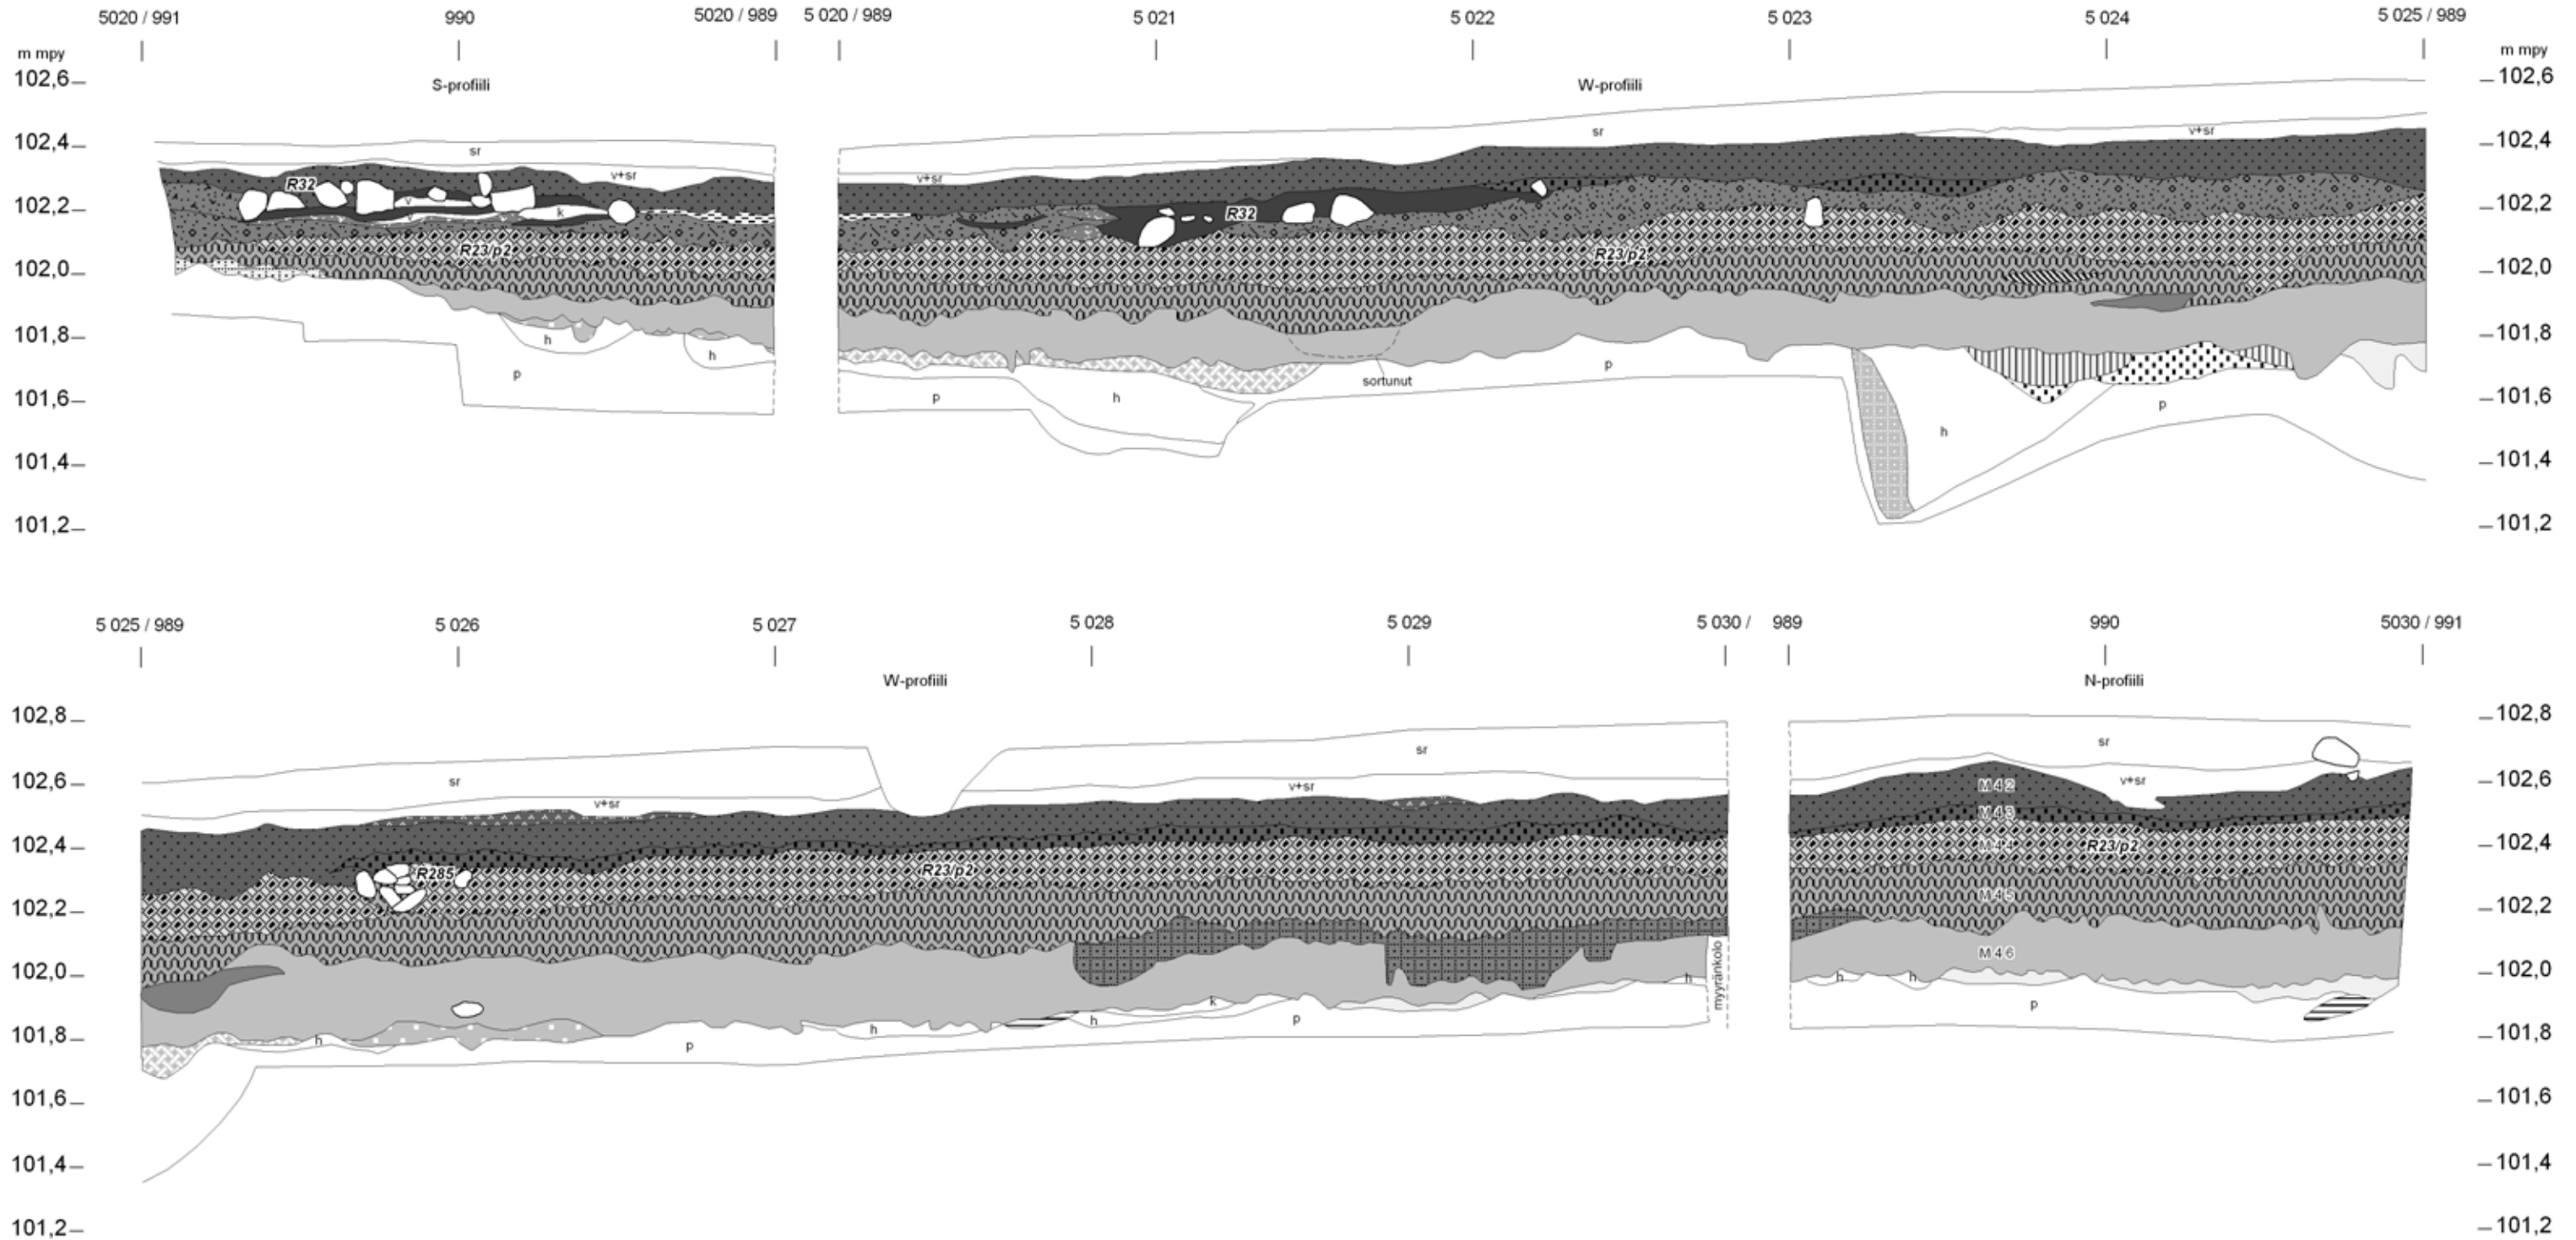 5020 / 991 990 5020 / 989 5 020 / 989 5 021 5 022 5 023 5 024 5 025 / 989
m mpy m mpy
102,6 102,6
S-profiili W-profiili
sr
102,4 v+sr 102,4
sr
v+sr v+sr
R32
v
102,2 k R32 102,2
v
R23/p2 R23/p2
102,0 102,0
101,8 101,8
h h
p sortunut p
101,6 p h p 101,6
h
101,4 101,4
101,2 101,2
5 025 / 989 5 026 5 027 5 028 5 029 5 030 / 989 990 5030 / 991
W-profiili N-profiili
102,8 102,8
sr sr
102,6 sr v+sr v+sr 102,6
M42
v+sr
M43
102,4 M44 R23/p2 102,4
R285 R23/p2
M45
102,2 102,2
M46
102,0 myyränkolo h h h 102,0
k
h h p p
101,8 h p 101,8
101,6 101,6
101,4 101,4
101,2 101,2